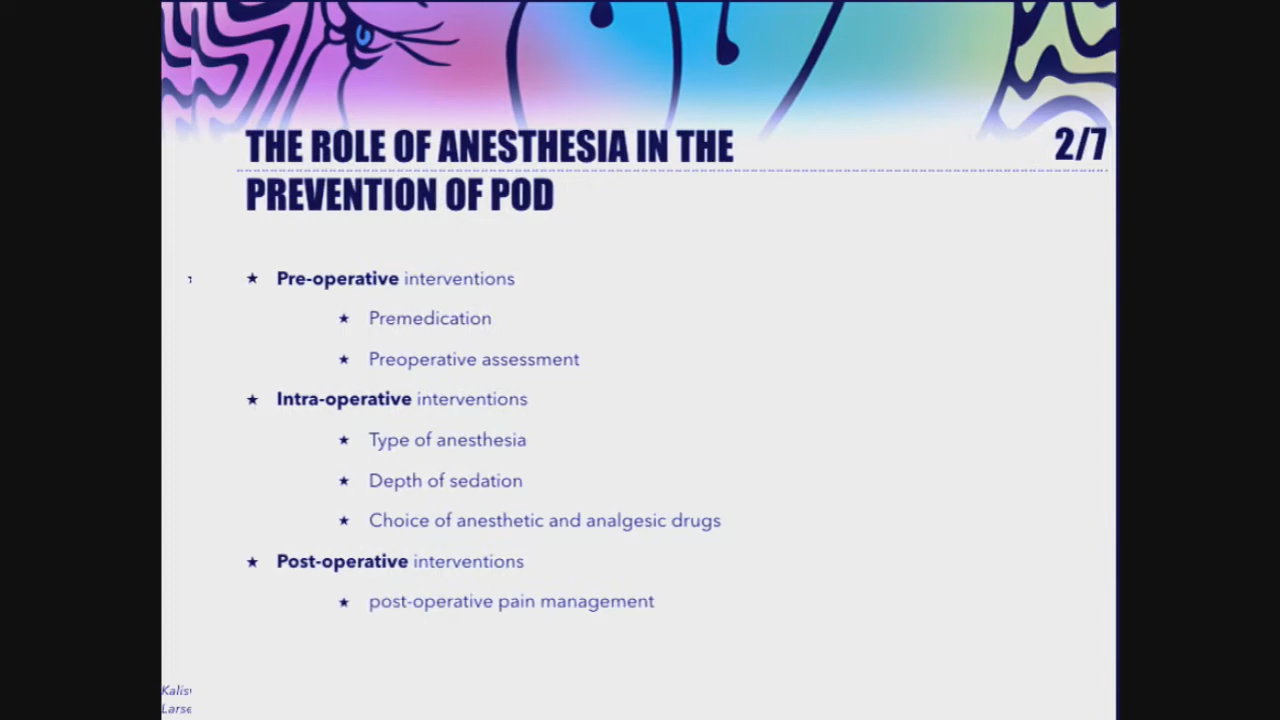 THE ROLE OF ANESTHESIA IN THE
PREVENTION OF POD
2/7
★ Pre-operative interventions
★ Premedication
★ Preoperative assessment
★ Intra-operative interventions
★ Type of anesthesia
★ Depth of sedation
★ Choice of anesthetic and analgesic drugs
★ Post-operative interventions
★ post-operative pain management